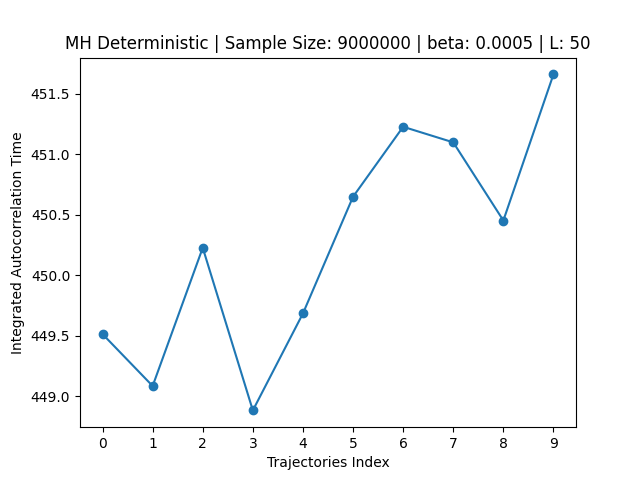 MH Deterministic | Sample Size: 9000000 | beta: 0.0005 | L: 50
Integrated Autocorrelation Time
451.5
451.0
450.5
450.0
449.5
449.0
0 1 2 3 4 5 6 7 8 9
Trajectories Index